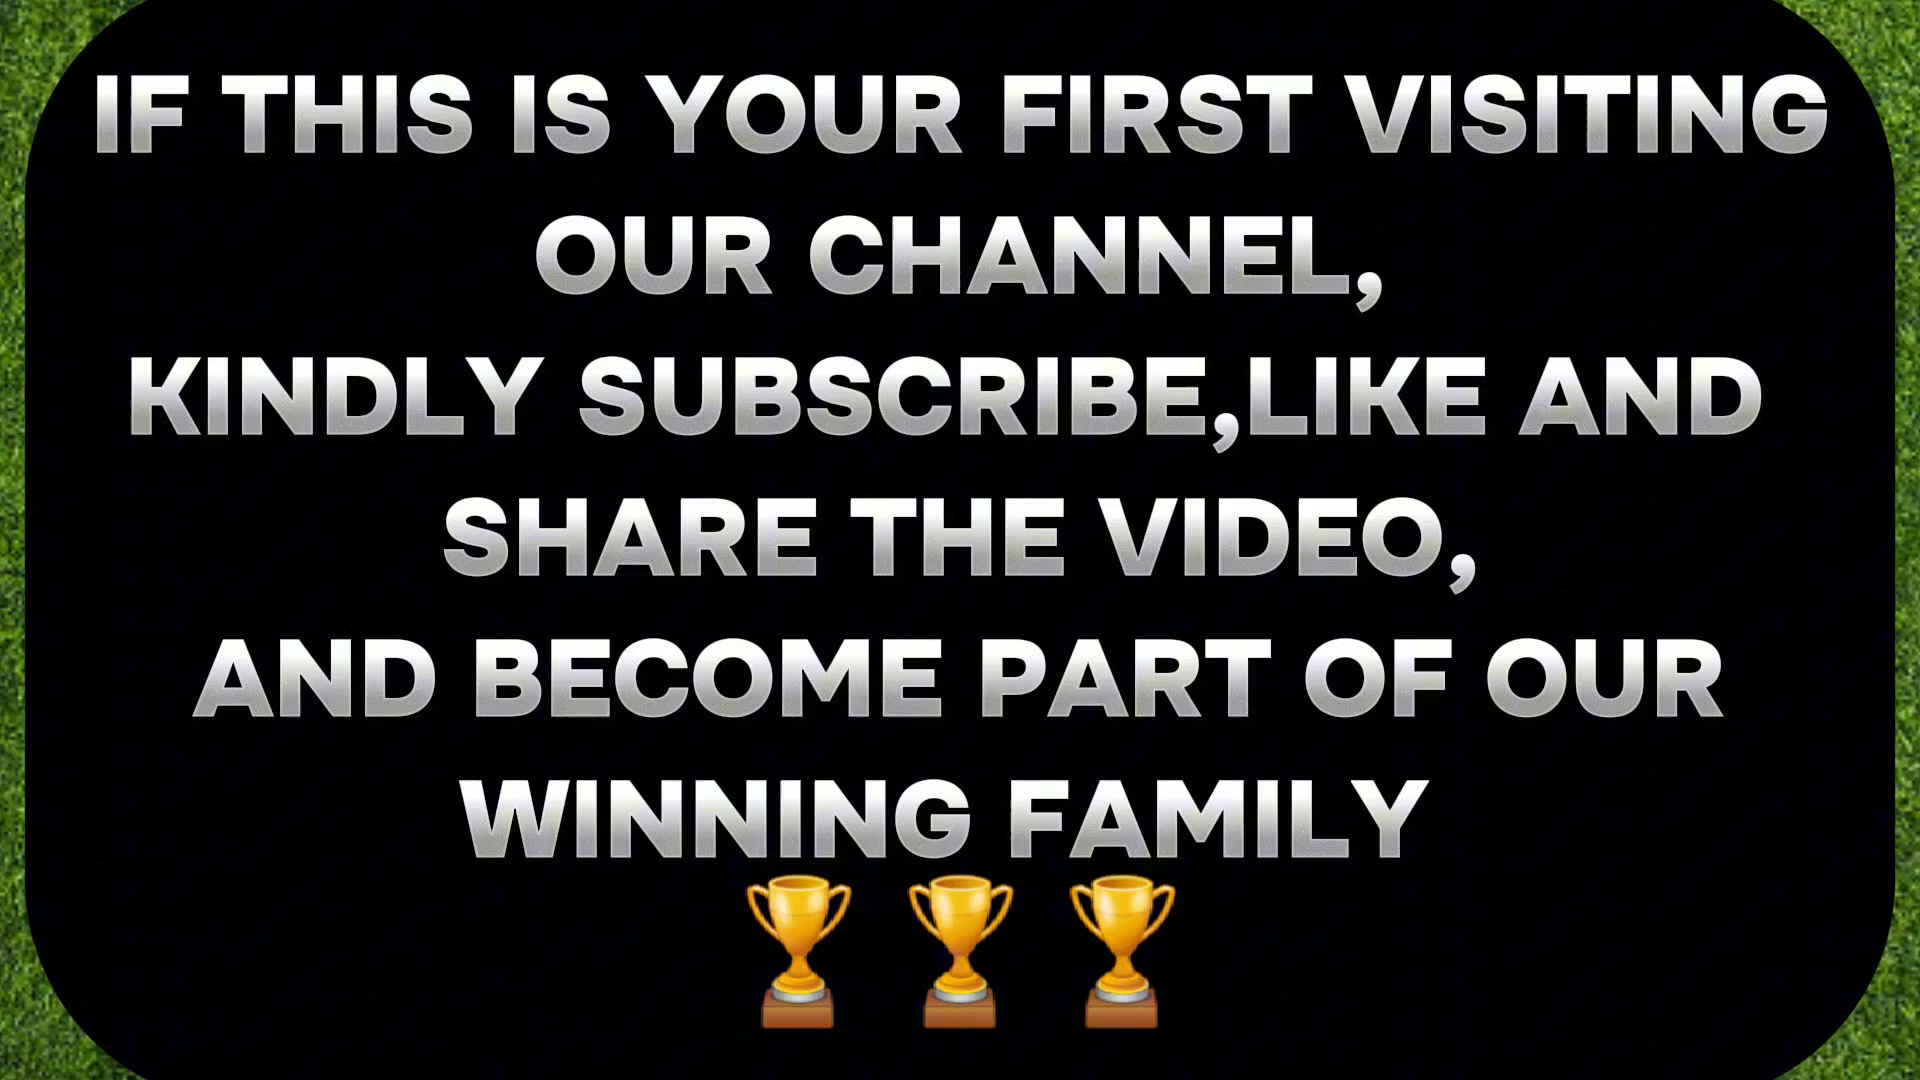 IF THIS IS YOUR FIRST VISITING
OUR CHANNEL,
KINDLY SUBSCRIBE,LIKE AND
SHARE THE VIDEO,
AND BECOME PART OF OUR
WINNING FAMILY